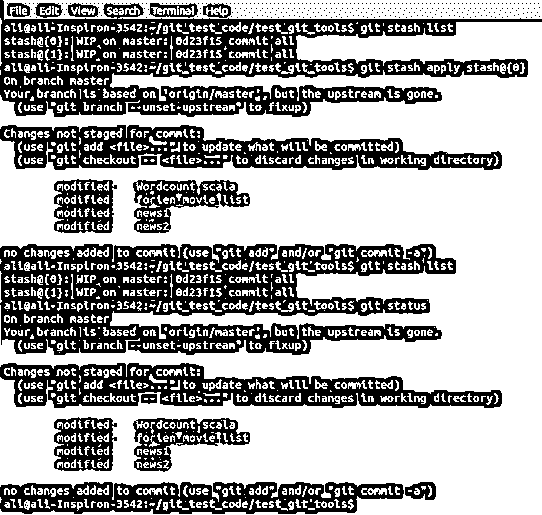 File Edit View Search Terminal Help
ali@ali-Inspiron-3542:~/git_test_code/test_git_tools$ git stash list
stash@{0}: WIP on master: 0d23f15 commit all
stash@{1}: WIP on master: 0d23f15 commit all
ali@ali-Inspiron-3542:~/git_test_code/test_git_tools$ git stash apply stash@{0}
On branch master
Your branch is based on 'origin/master', but the upstream is gone.
(use "git branch --unset-upstream" to fixup)
Changes not staged for commit:
(use "git add <file>..." to update what will be committed)
(use "git checkout -- <file>..." to discard changes in working directory)
modified: Wordcount.scala
modified: forien_movie_list
modified: news1
modified: news2
no changes added to commit (use "git add" and/or "git commit -a")
ali@ali-Inspiron-3542:~/git_test_code/test_git_tools$ git stash list
stash@{0}: WIP on master: 0d23f15 commit all
stash@{1}: WIP on master: 0d23f15 commit all
ali@ali-Inspiron-3542:~/git_test_code/test_git_tools$ git status
On branch master
Your branch is based on 'origin/master', but the upstream is gone.
(use "git branch --unset-upstream" to fixup)
Changes not staged for commit:
(use "git add <file>..." to update what will be committed)
(use "git checkout -- <file>..." to discard changes in working directory)
modified: Wordcount.scala
modified: forien_movie_list
modified: news1
modified: news2
no changes added to commit (use "git add" and/or "git commit -a")
ali@ali-Inspiron-3542:~/git_test_code/test_git_tools$